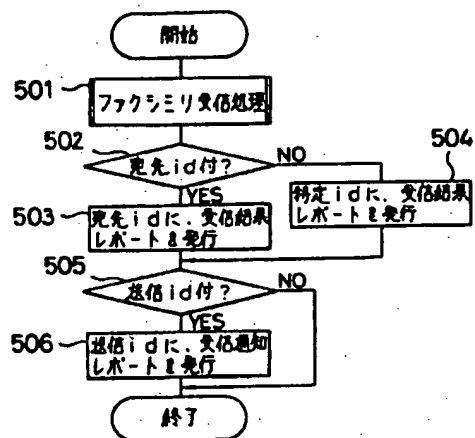 開始
501
ファクシミリ受信処理
502
宛先id付?
NO
504
YES
特定idに、受信結果
レポートを発行
503
宛先idに、受信結果
レポートを発行
505
送信id付?
NO
YES
506
送信idに、受信通知
レポートを発行
終了